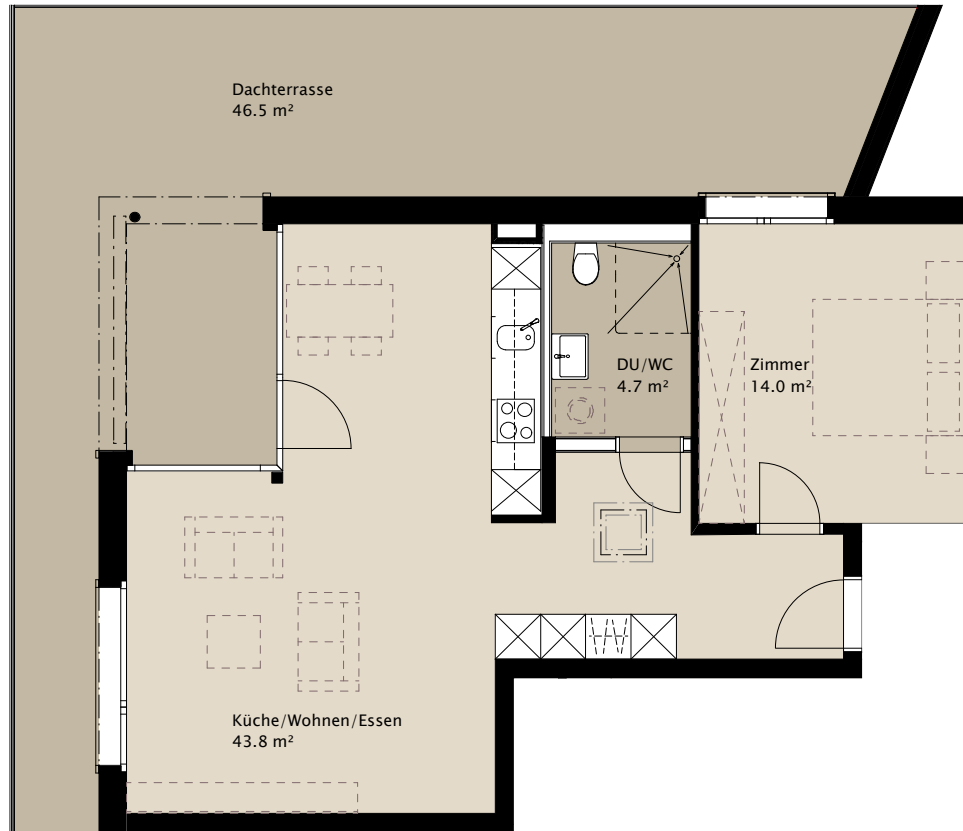 Dachterrasse
46.5 m²
DU/WC
4.7 m²
Zimmer
14.0 m²
Küche/Wohnen/Essen
43.8 m²